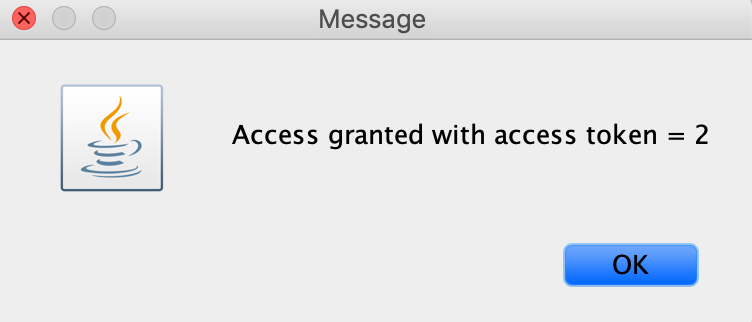 Message
Access granted with access token = 2
OK